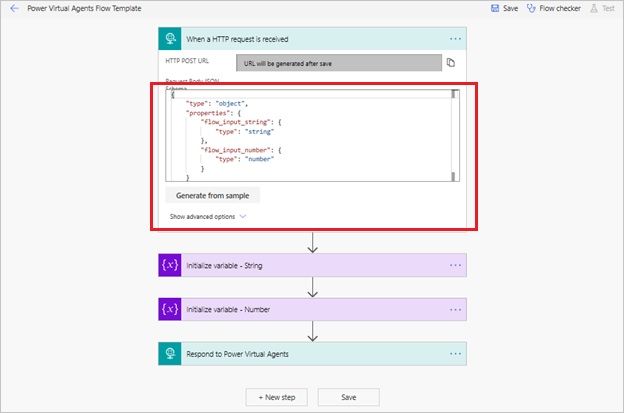 Power Virtual Agents Flow Template
Save
Flow checker
Test
When a HTTP request is received
HTTP POST URL
URL will be generated after save
Request Body JSON
Schema
{
"type": "object",
"properties": {
"flow_input_string": {
"type": "string"
},
"flow_input_number": {
"type": "number"
}
}
Generate from sample
Show advanced options
{x} Initialize variable - String
{x} Initialize variable - Number
Respond to Power Virtual Agents
+ New step
Save